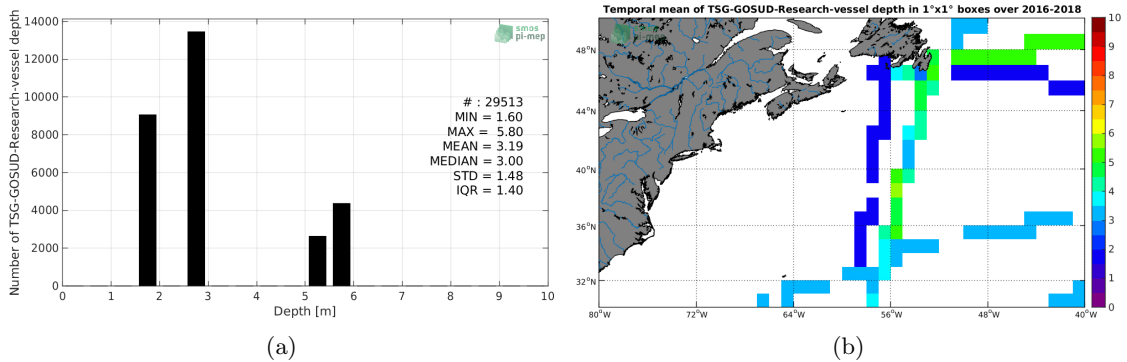 14000
12000
10000
8000
6000
4000
2000
0
Number of TSG-GOSUD-Research-vessel depth
smos
pi-mep
# : 29513
MIN = 1.60
MAX = 5.80
MEAN = 3.19
MEDIAN = 3.00
STD = 1.48
IQR = 1.40
0 1 2 3 4 5 6 7 8 9 10
Depth [m]
(a)
Temporal mean of TSG-GOSUD-Research-vessel depth in 1°x1° boxes over 2016-2018
smos
pi-mep
48°N
44°N
40°N
36°N
32°N
80°W 72°W 64°W 56°W 48°W 40°W
10
9
8
7
6
5
4
3
2
1
0
(b)